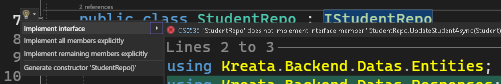 2 references
7 public class StudentRepo : IStudentRepo
Implement interface
Implement all members explicitly
Implement remaining members explicitly
Generate constructor 'StudentRepo()'
CS0535 'StudentRepo' does not implement interface member 'IStudentRepo.UpdateStudentAsync(Student)'
Lines 2 to 3
using Kreata.Backend.Datas.Entities;
using Kreata.Backend.Datas.Responses
10